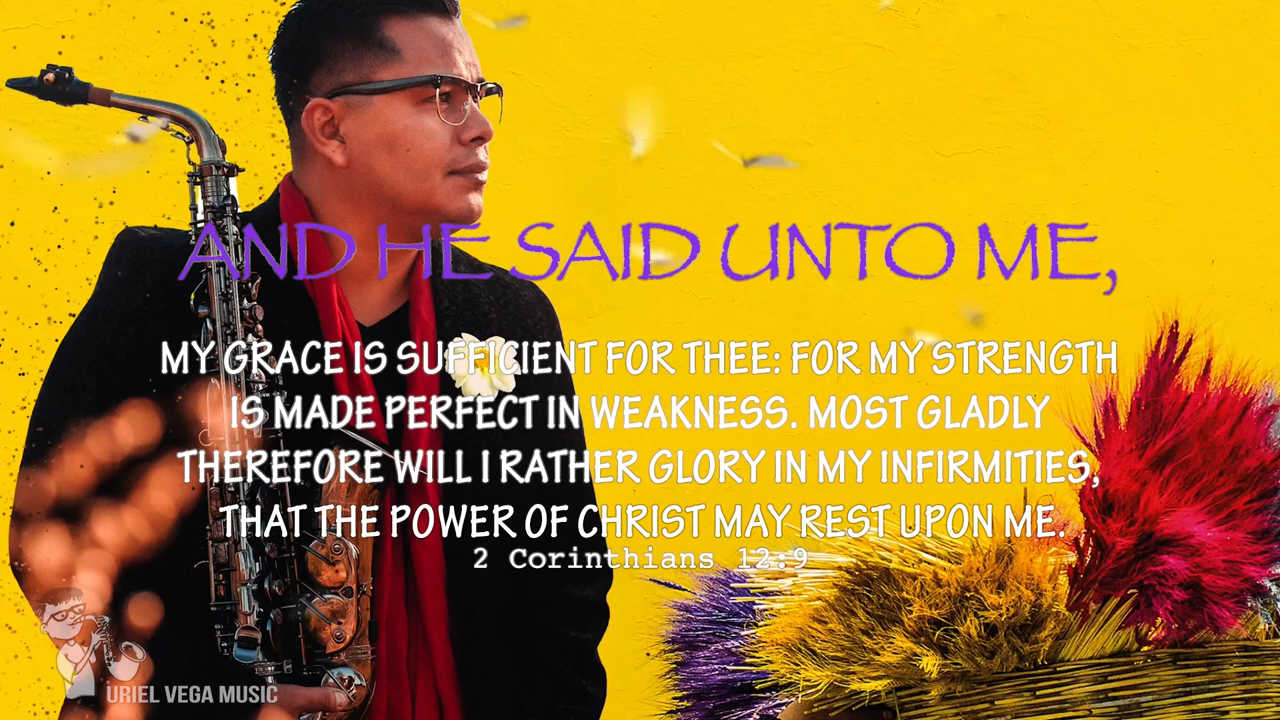 AND HE SAID UNTO ME,
MY GRACE IS SUFFICIENT FOR THEE: FOR MY STRENGTH
IS MADE PERFECT IN WEAKNESS. MOST GLADLY
THEREFORE WILL I RATHER GLORY IN MY INFIRMITIES,
THAT THE POWER OF CHRIST MAY REST UPON ME.
2 Corinthians 12:9
URIEL VEGA MUSIC